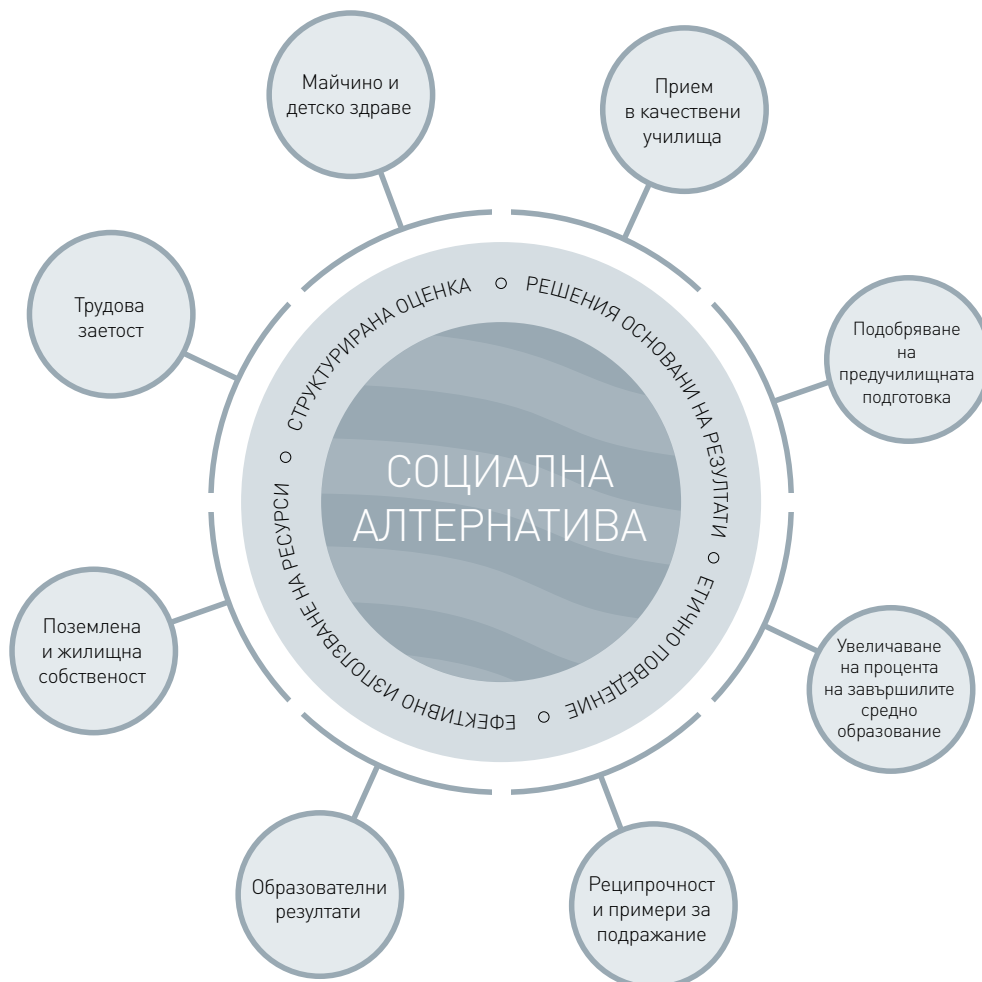 Майчино и
детско здраве
Прием
в качествени
училища
Подобряване
на
предучилищната
подготовка
Увеличаване
на процента
на завършилите
средно
образование
Реципрочност
и примери за
подражание
Образователни
резултати
Поземлена
и жилищна
собственост
Трудова
заетост
СТРУКТУРИРАНА ОЦЕНКА
РЕШЕНИЯ ОСНОВАНИ НА РЕЗУЛТАТИ
ЕТИЧНО ПОВЕДЕНИЕ
ЕФЕКТИВНО ИЗПОЛЗВАНЕ НА РЕСУРСИ
СОЦИАЛНА
АЛТЕРНАТИВА